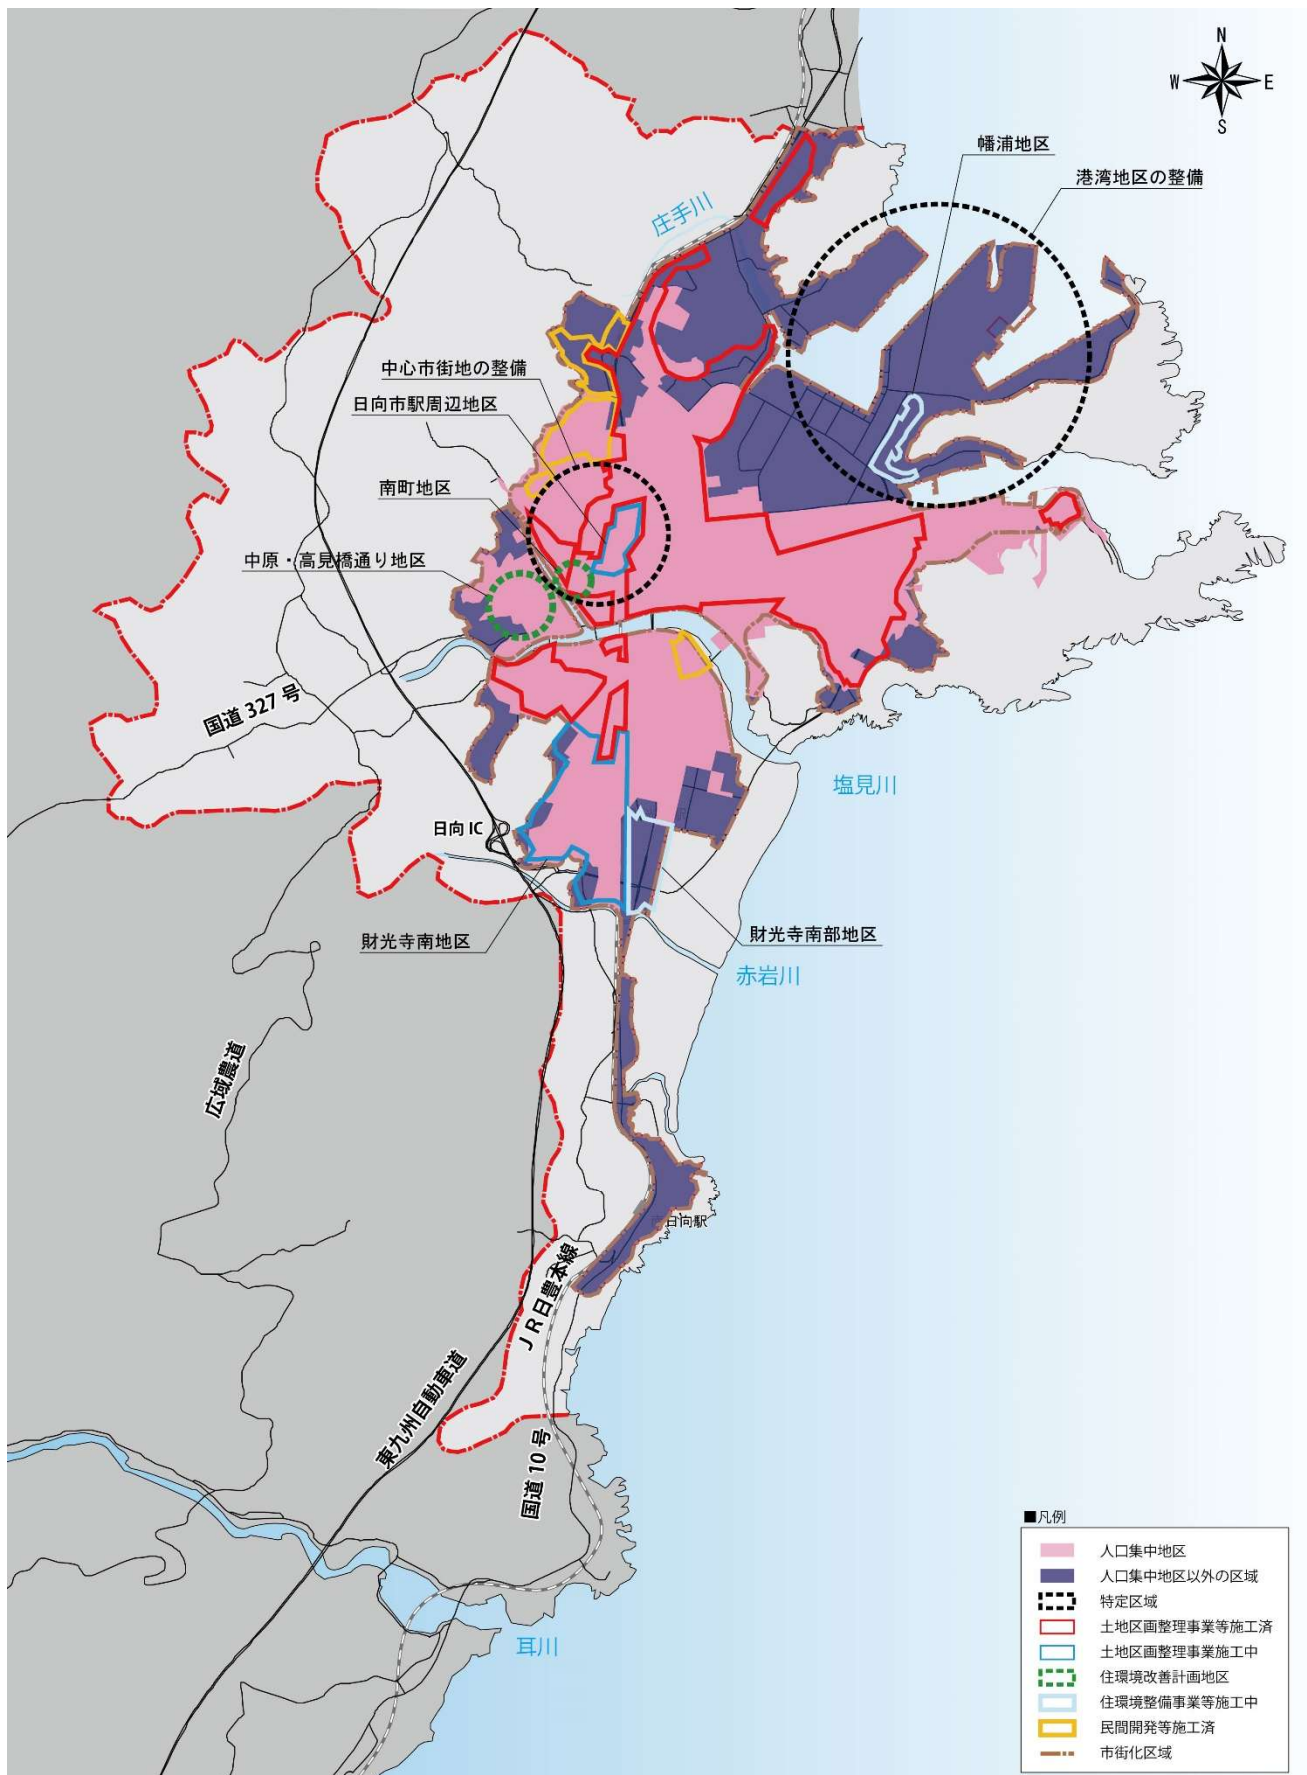 N
W
E
S
幡浦地区
港湾地区の整備
庄手川
中心市街地の整備
日向市駅周辺地区
南町地区
中原・高見橋通り地区
国道 327 号
塩見川
日向 IC
財光寺南地区
財光寺南部地区
赤岩川
広域農道
日向駅
ＪＲ日豊本線
東九州自動車道
国道 10 号
耳川
■凡例
人口集中地区
人口集中地区以外の区域
特定区域
土地区画整理事業等施工済
土地区画整理事業施工中
住環境改善計画地区
住環境整備事業等施工中
民間開発等施工済
市街化区域